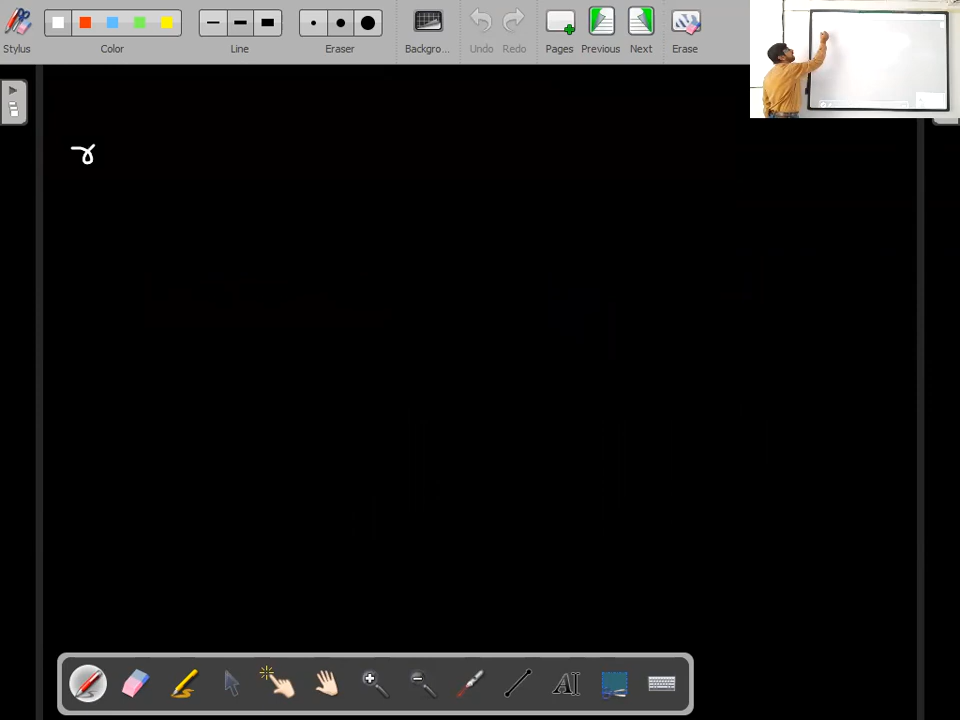 Stylus Color Line Eraser Backgro... Undo Redo Pages Previous Next Erase
γ